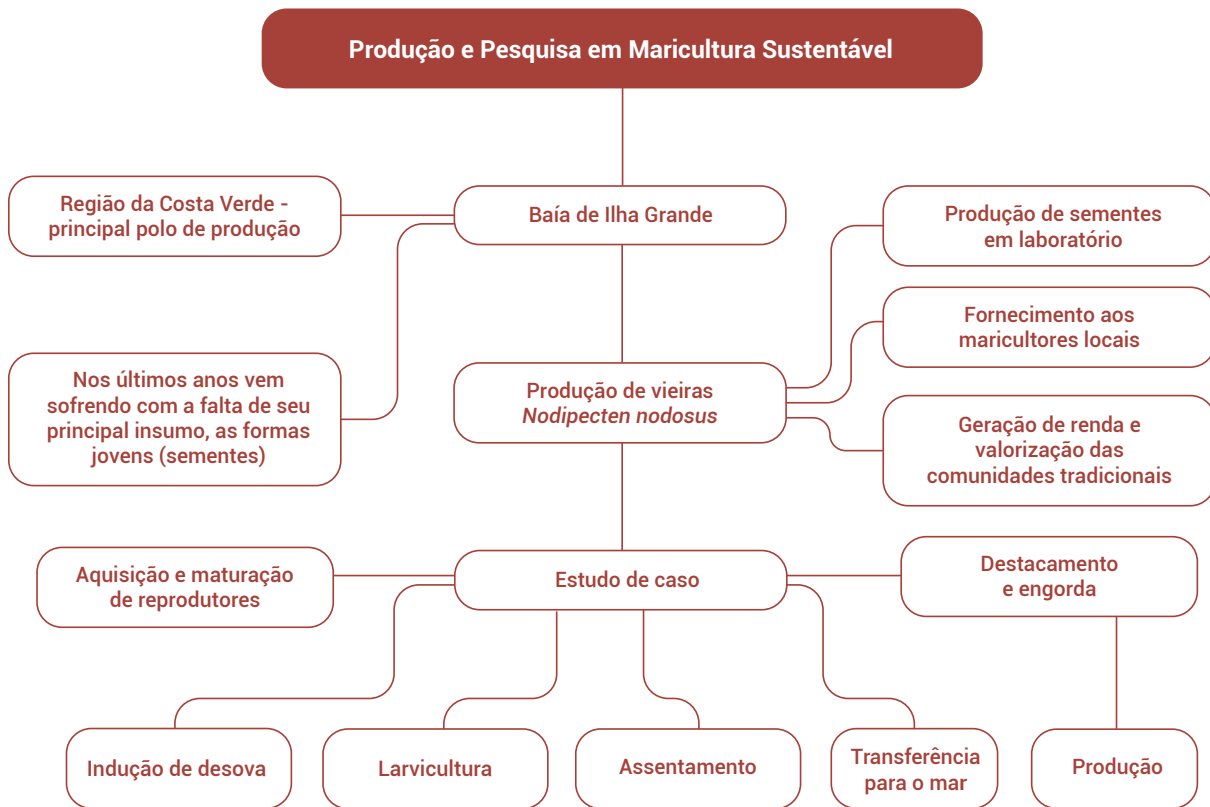 Produção e Pesquisa em Maricultura Sustentável
Região da Costa Verde -
principal polo de produção
Baía de Ilha Grande
Produção de sementes
em laboratório
Fornecimento aos
maricultores locais
Nos últimos anos vem
sofrendo com a falta de seu
principal insumo, as formas
jovens (sementes)
Produção de vieiras
Nodipecten nodosus
Geração de renda e
valorização das
comunidades tradicionais
Aquisição e maturação
de reprodutores
Estudo de caso
Destacamento
e engorda
Indução de desova
Larvicultura
Assentamento
Transferência
para o mar
Produção